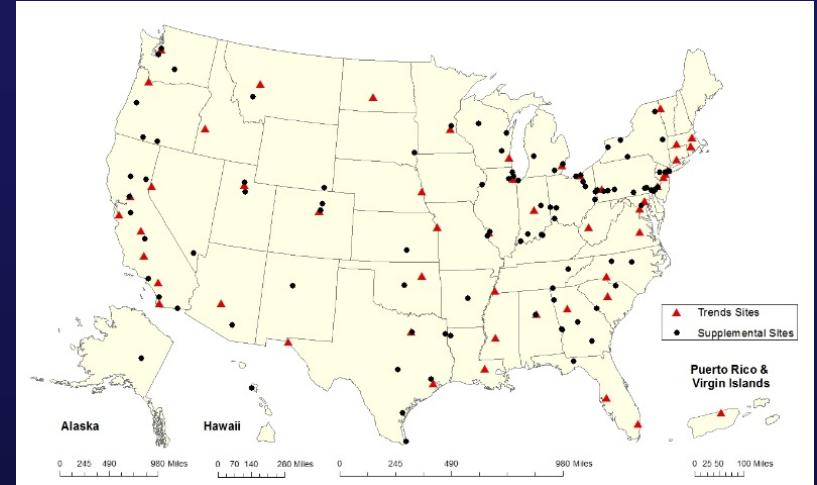 Trends Sites
Supplemental Sites
Puerto Rico &
Virgin Islands
Alaska
Hawaii
0 245 490 980 Miles
0 70 140 280 Miles
0 245 490 980 Miles
0 25 50 100 Miles